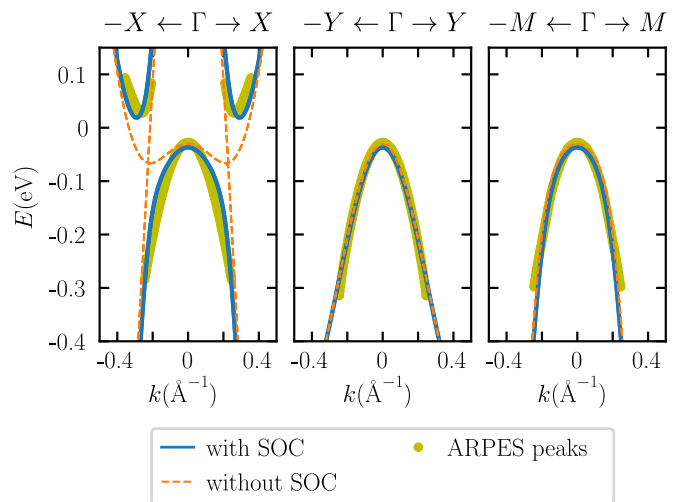 −X ← Γ → X
−Y ← Γ → Y
−M ← Γ → M
E(eV)
0.1
0
-0.1
-0.2
-0.3
-0.4
-0.4 0 0.4
-0.4 0 0.4
-0.4 0 0.4
k(Å⁻¹)
k(Å⁻¹)
k(Å⁻¹)
with SOC
without SOC
ARPES peaks